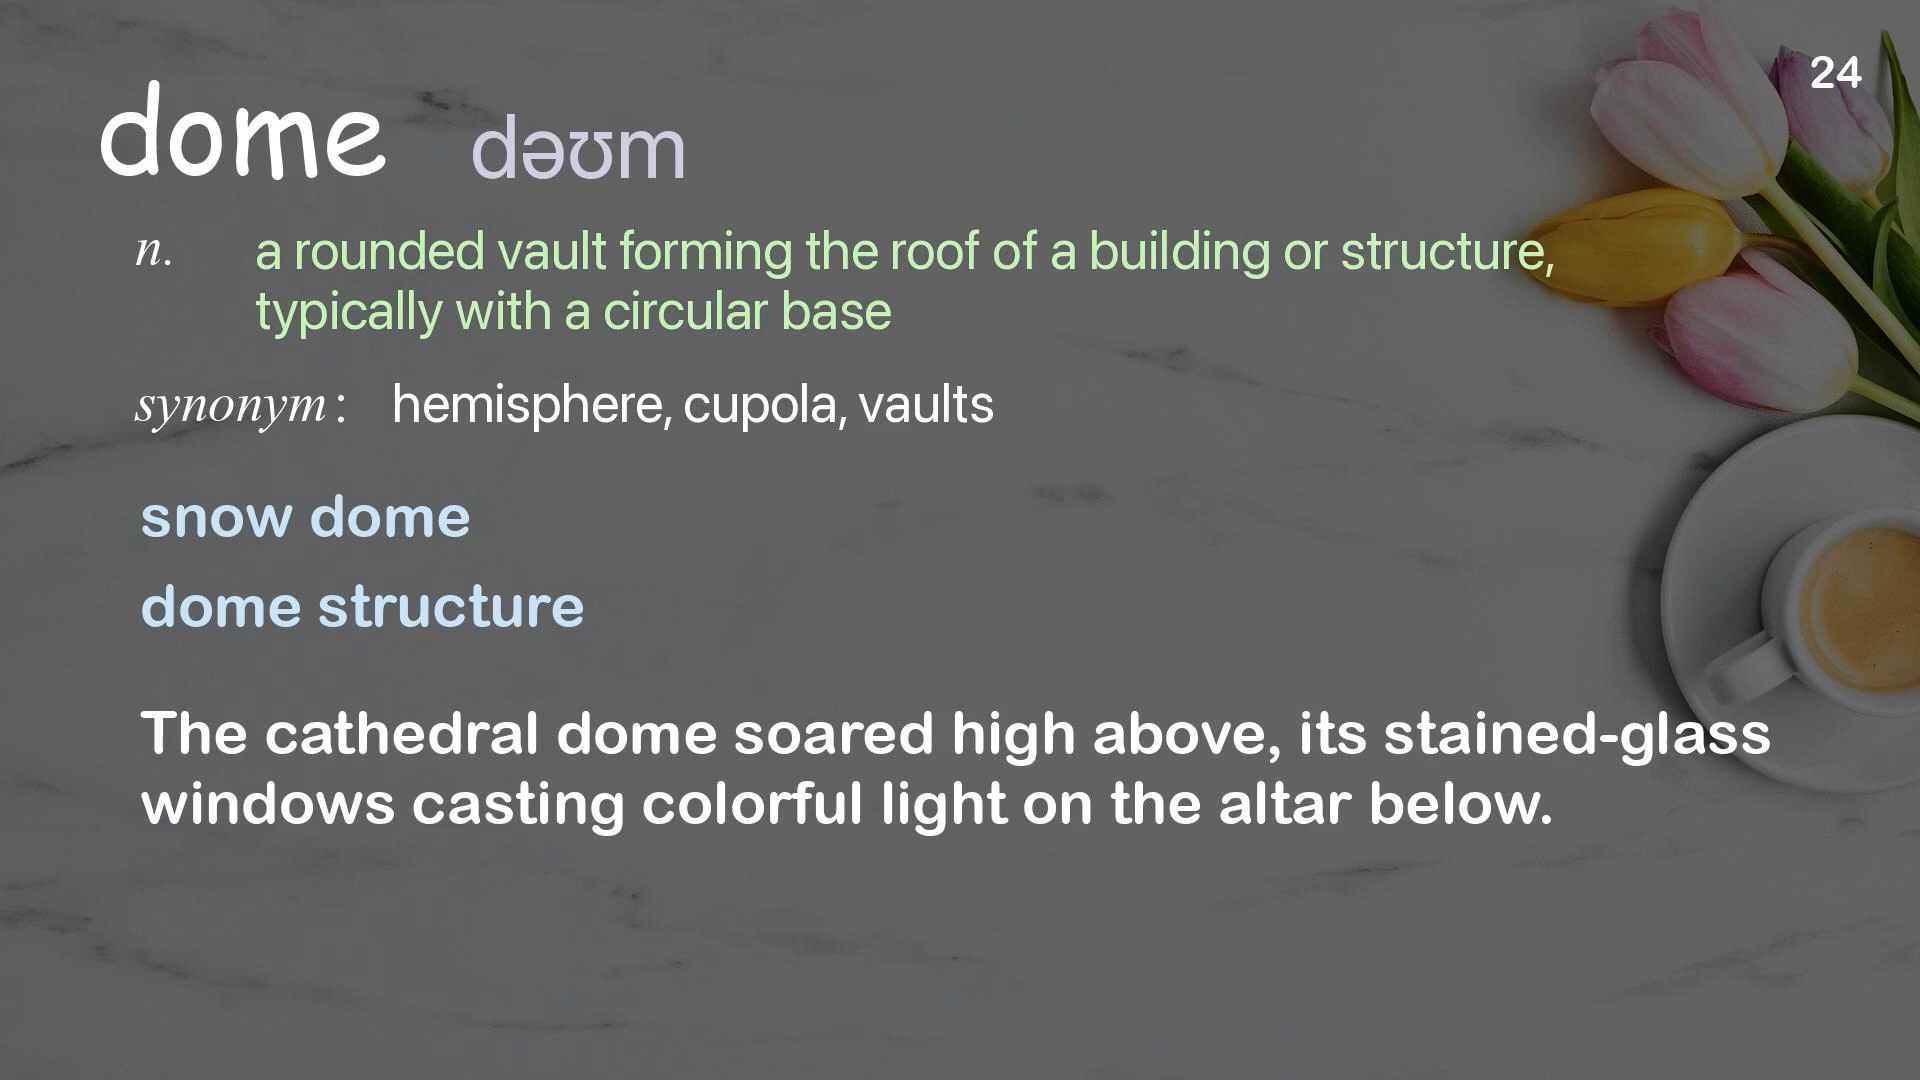 24
dome dəʊm
n. a rounded vault forming the roof of a building or structure,
typically with a circular base
synonym: hemisphere, cupola, vaults
snow dome
dome structure
The cathedral dome soared high above, its stained-glass
windows casting colorful light on the altar below.